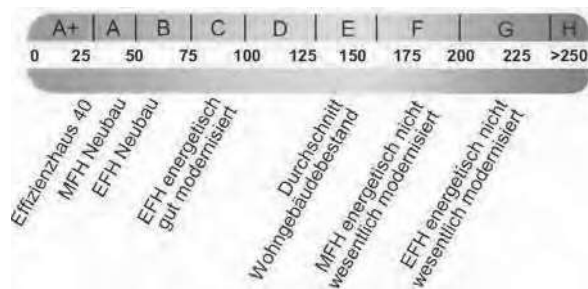 A+ A B C D E F G H
0 25 50 75 100 125 150 175 200 225 >250
Effizienzhaus 40
MFH Neubau
EFH Neubau
EFH energetisch
gut modernisiert
Durchschnitt
Wohngebäudebestand
MFH energetisch nicht
wesentlich modernisiert
EFH energetisch nicht
wesentlich modernisiert